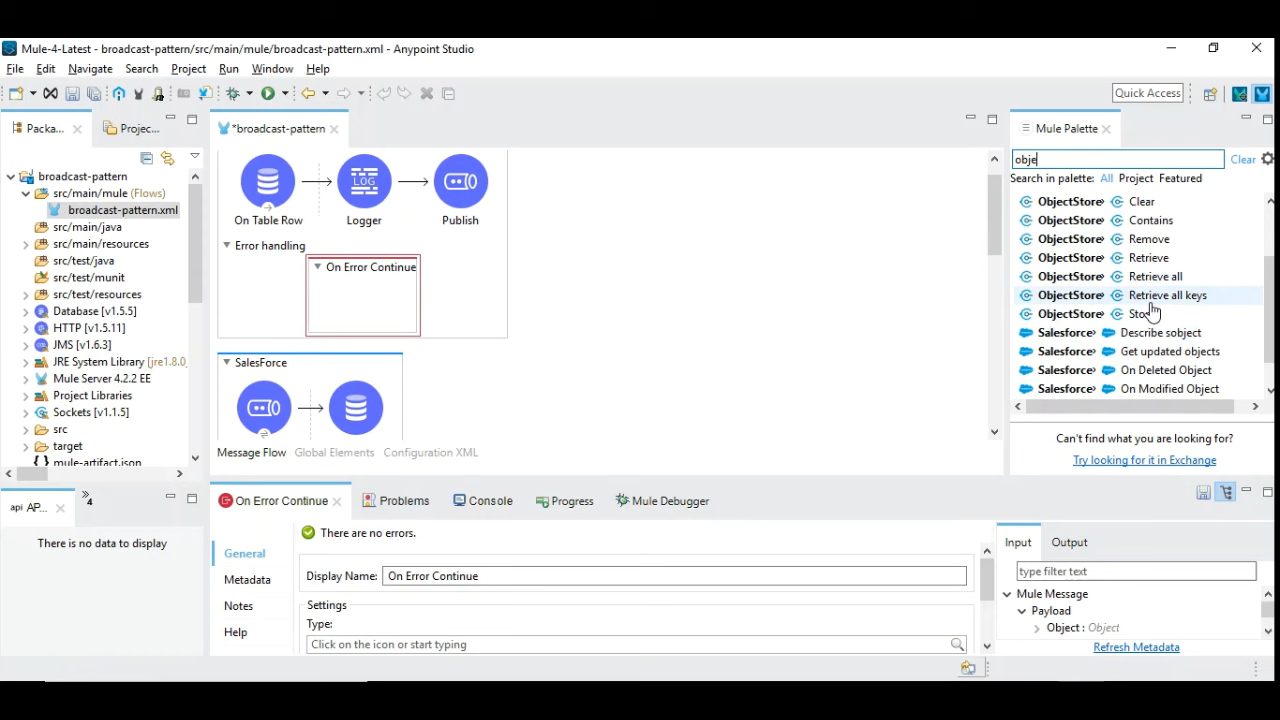 Mule-4-Latest - broadcast-pattern/src/main/mule/broadcast-pattern.xml - Anypoint Studio
File Edit Navigate Search Project Run Window Help
Quick Access
Packa...
Projec...
broadcast-pattern
src/main/mule (Flows)
broadcast-pattern.xml
src/main/java
src/main/resources
src/test/java
src/test/munit
src/test/resources
Database [v1.5.5]
HTTP [v1.5.11]
JMS [v1.6.3]
JRE System Library [jre1.8.0_
Mule Server 4.2.2 EE
Project Libraries
Sockets [v1.1.5]
src
target
mule-artifact.json
*broadcast-pattern
LOG
On Table Row
Logger
Publish
Error handling
On Error Continue
SalesForce
Message Flow
Global Elements
Configuration XML
Mule Palette
obje
Clear
Search in palette: All Project Featured
ObjectStore Clear
ObjectStore Contains
ObjectStore Remove
ObjectStore Retrieve
ObjectStore Retrieve all
ObjectStore Retrieve all keys
ObjectStore
Salesforce Describe sobject
Salesforce Get updated objects
Salesforce On Deleted Object
Salesforce On Modified Object
Can't find what you are looking for?
Try looking for it in Exchange
api AP...
4
There is no data to display
On Error Continue
Problems
Console
Progress
Mule Debugger
There are no errors.
General
Metadata
Notes
Help
Display Name: On Error Continue
Settings
Type:
Click on the icon or start typing
Input
Output
type filter text
Mule Message
Payload
Object : Object
Refresh Metadata